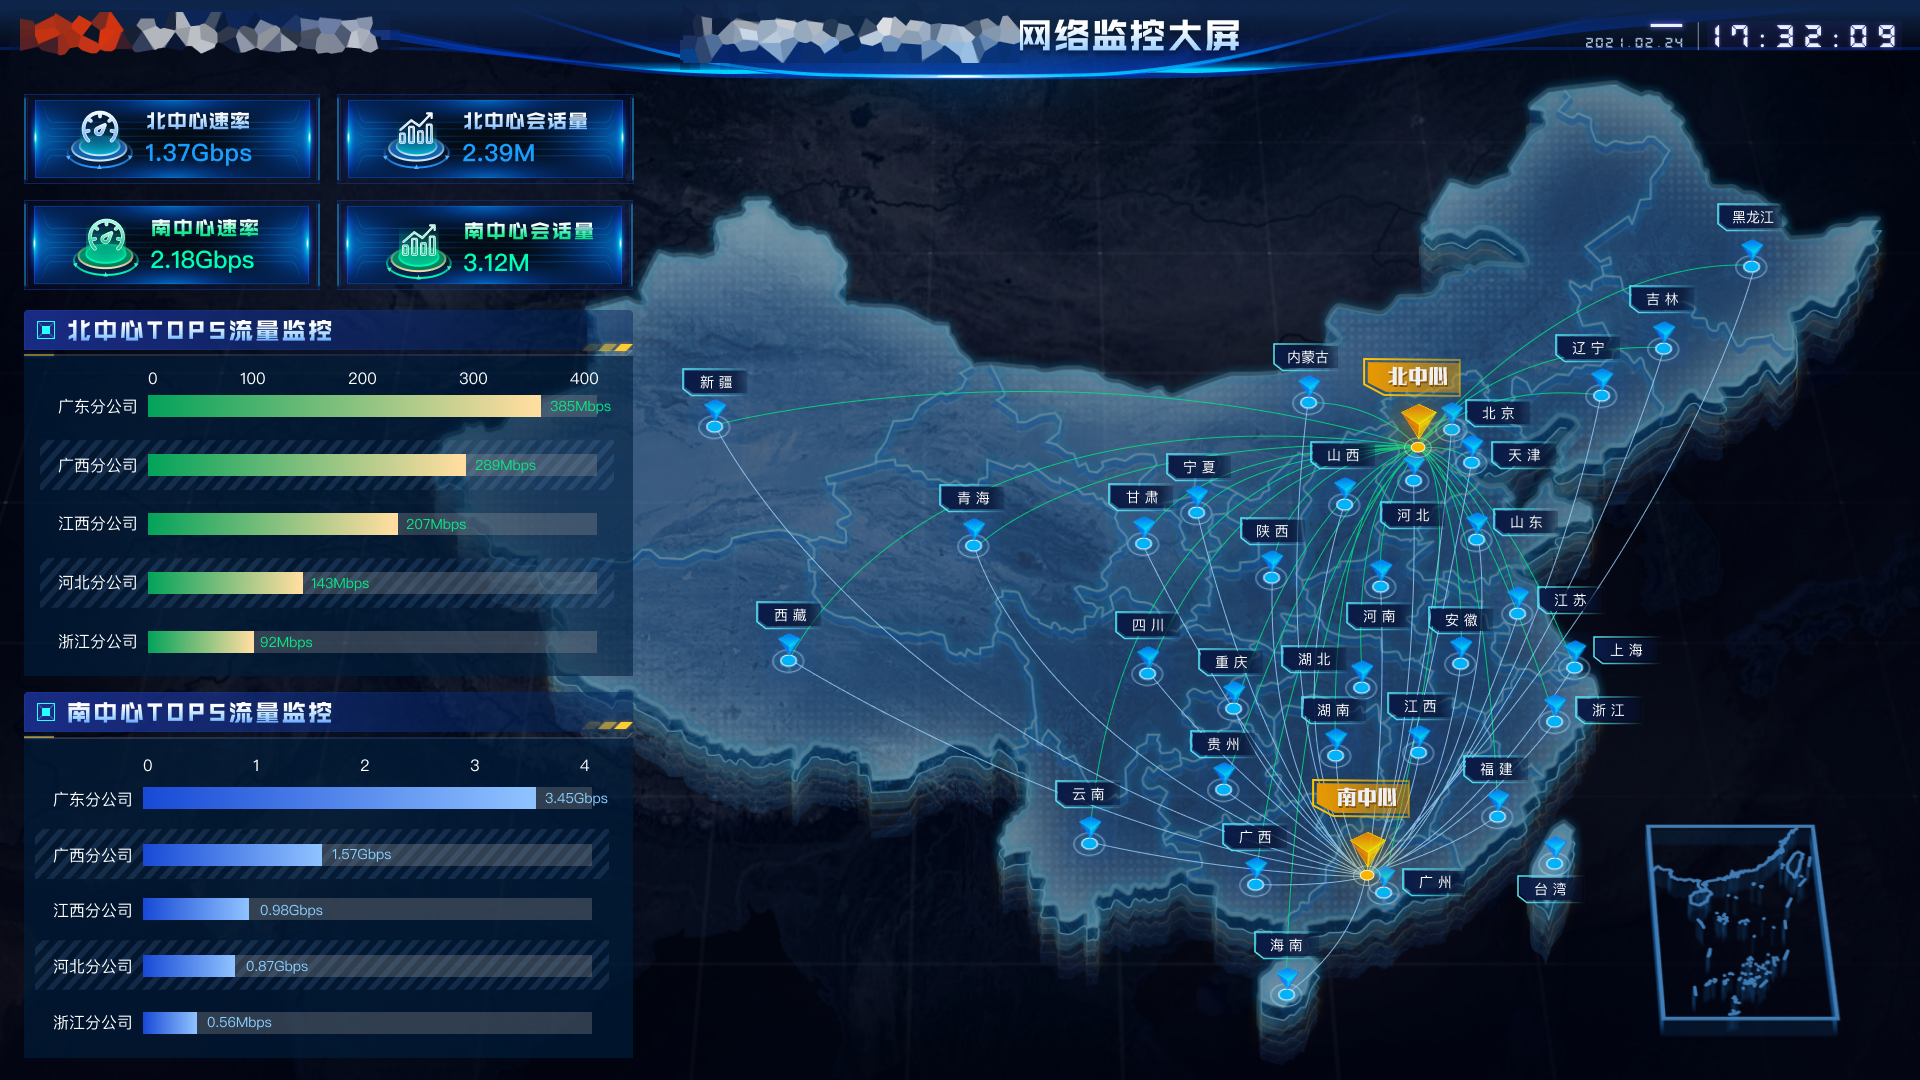 网络监控大屏
2021.02.24
17:32:09
北中心速率
1.37Gbps
北中心会话量
2.39M
南中心速率
2.18Gbps
南中心会话量
3.12M
北中心TOP5流量监控
0 100 200 300 400
广东分公司 385Mbps
广西分公司 289Mbps
江西分公司 207Mbps
河北分公司 143Mbps
浙江分公司 92Mbps
南中心TOP5流量监控
0 1 2 3 4
广东分公司 3.45Gbps
广西分公司 1.57Gbps
江西分公司 0.98Gbps
河北分公司 0.87Gbps
浙江分公司 0.56Mbps
黑龙江
吉林
辽宁
内蒙古
北中心
新疆
北京
山西
天津
宁夏
青海
甘肃
河北
山东
陕西
江苏
西藏
河南
安徽
四川
上海
重庆
湖北
湖南
江西
浙江
贵州
福建
云南
南中心
广西
广州
台湾
海南